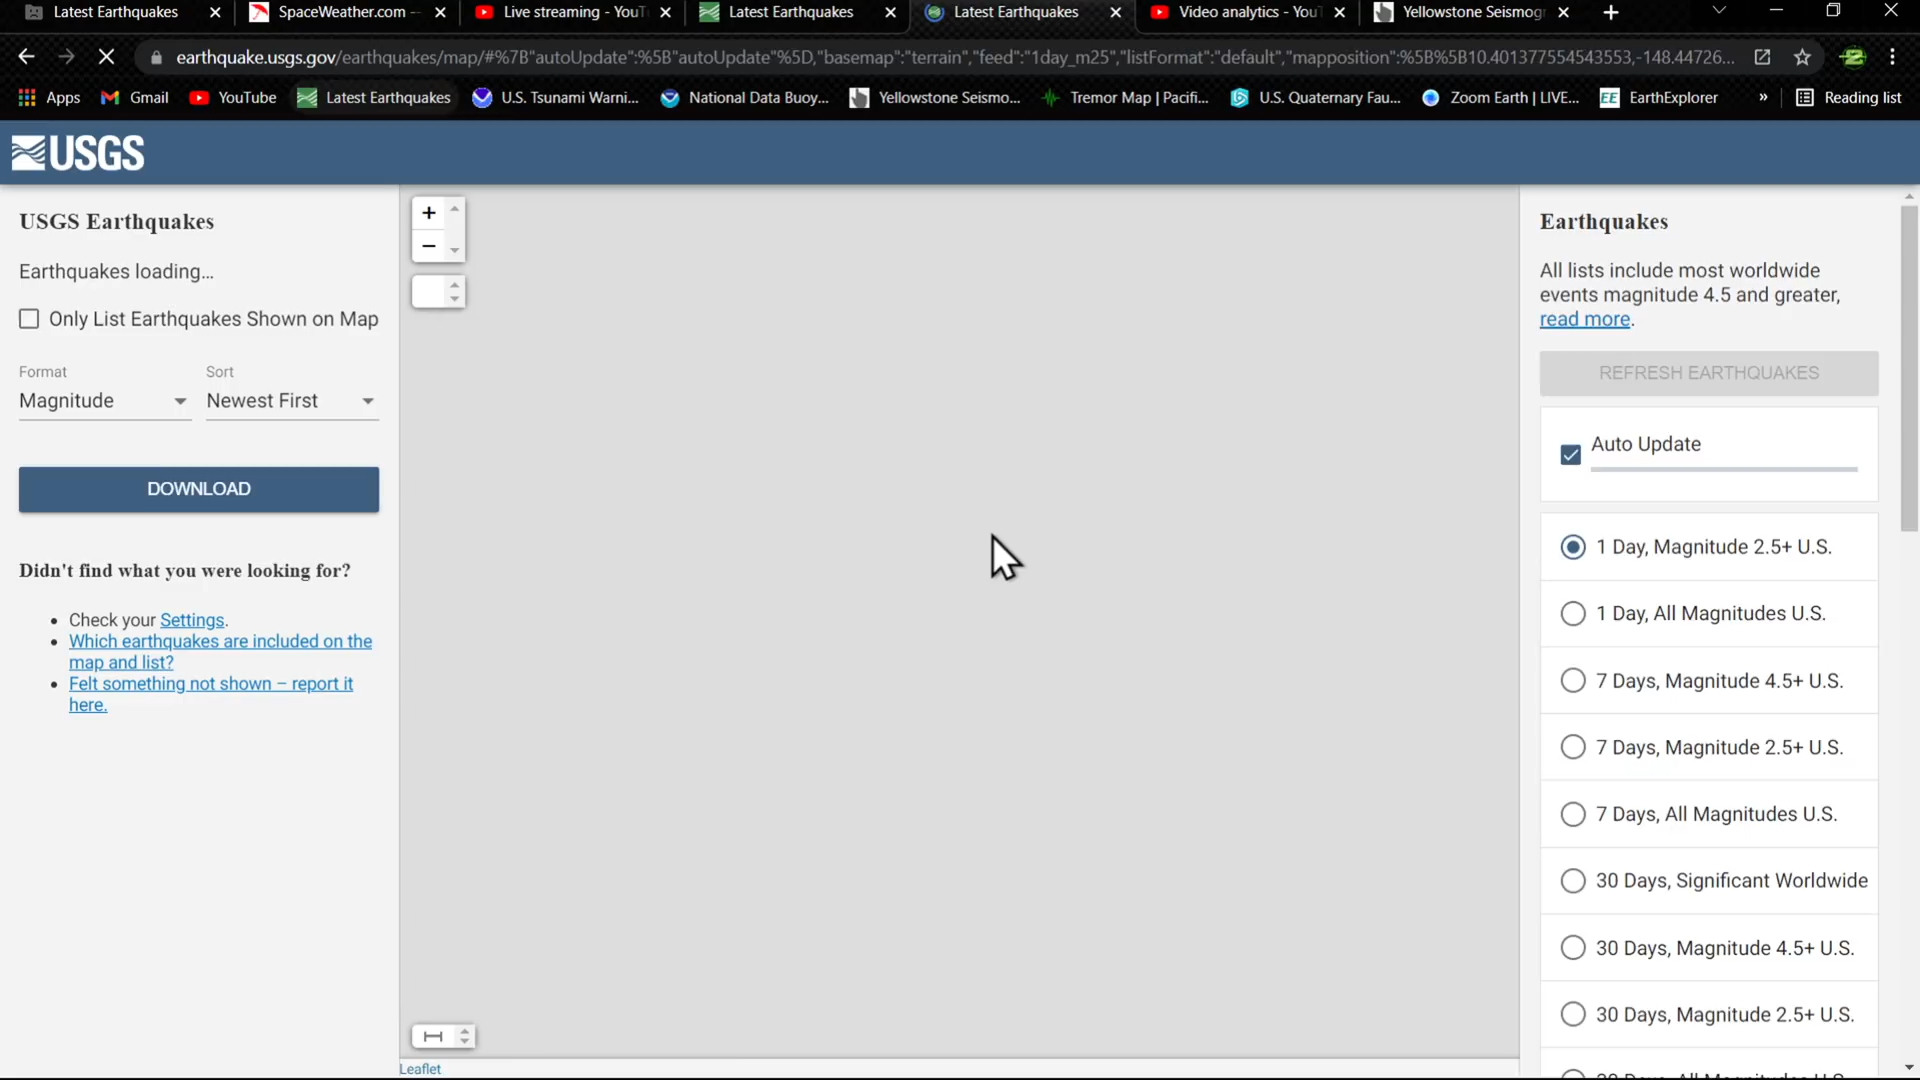 Latest Earthquakes
SpaceWeather.com --
Live streaming - YouTu
Latest Earthquakes
Latest Earthquakes
Video analytics - YouT
Yellowstone Seismogr
earthquake.usgs.gov/earthquakes/map/#%7B"autoUpdate":%5B"autoUpdate"%5D,"basemap":"terrain","feed":"1day_m25","listFormat":"default","mapposition":%5B%5B10.401377554543553,-148.44726...
Apps
Gmail
YouTube
Latest Earthquakes
U.S. Tsunami Warni...
National Data Buoy...
Yellowstone Seismo...
Tremor Map | Pacifi...
U.S. Quaternary Fau...
Zoom Earth | LIVE...
EE
EarthExplorer
»
Reading list
USGS
USGS Earthquakes
Earthquakes loading...
Only List Earthquakes Shown on Map
Format
Sort
Magnitude
Newest First
DOWNLOAD
Didn't find what you were looking for?
• Check your Settings.
• Which earthquakes are included on the
map and list?
• Felt something not shown – report it
here.
+
−
Leaflet
Earthquakes
All lists include most worldwide
events magnitude 4.5 and greater,
read more.
REFRESH EARTHQUAKES
Auto Update
1 Day, Magnitude 2.5+ U.S.
1 Day, All Magnitudes U.S.
7 Days, Magnitude 4.5+ U.S.
7 Days, Magnitude 2.5+ U.S.
7 Days, All Magnitudes U.S.
30 Days, Significant Worldwide
30 Days, Magnitude 4.5+ U.S.
30 Days, Magnitude 2.5+ U.S.
30 Days, All Magnitudes U.S.